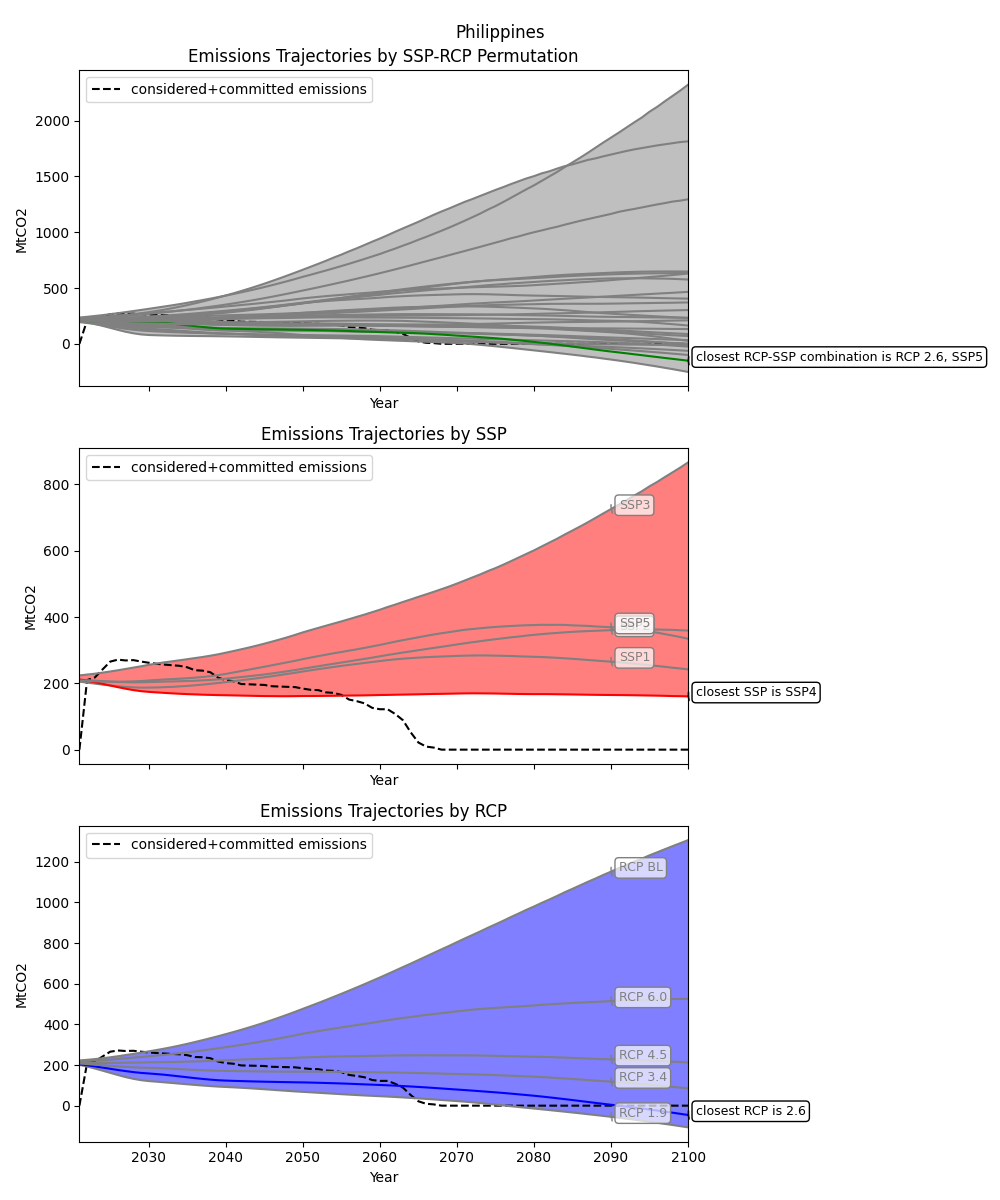 Philippines
Emissions Trajectories by SSP-RCP Permutation
considered+committed emissions
2000
1500
1000
500
0
MtCO2
closest RCP-SSP combination is RCP 2.6, SSP5
Year
Emissions Trajectories by SSP
considered+committed emissions
800
600
400
200
0
MtCO2
SSP3
SSP5
SSP1
closest SSP is SSP4
Year
Emissions Trajectories by RCP
considered+committed emissions
1200
1000
800
600
400
200
0
MtCO2
RCP BL
RCP 6.0
RCP 4.5
RCP 3.4
RCP 1.9
closest RCP is 2.6
2030 2040 2050 2060 2070 2080 2090 2100
Year